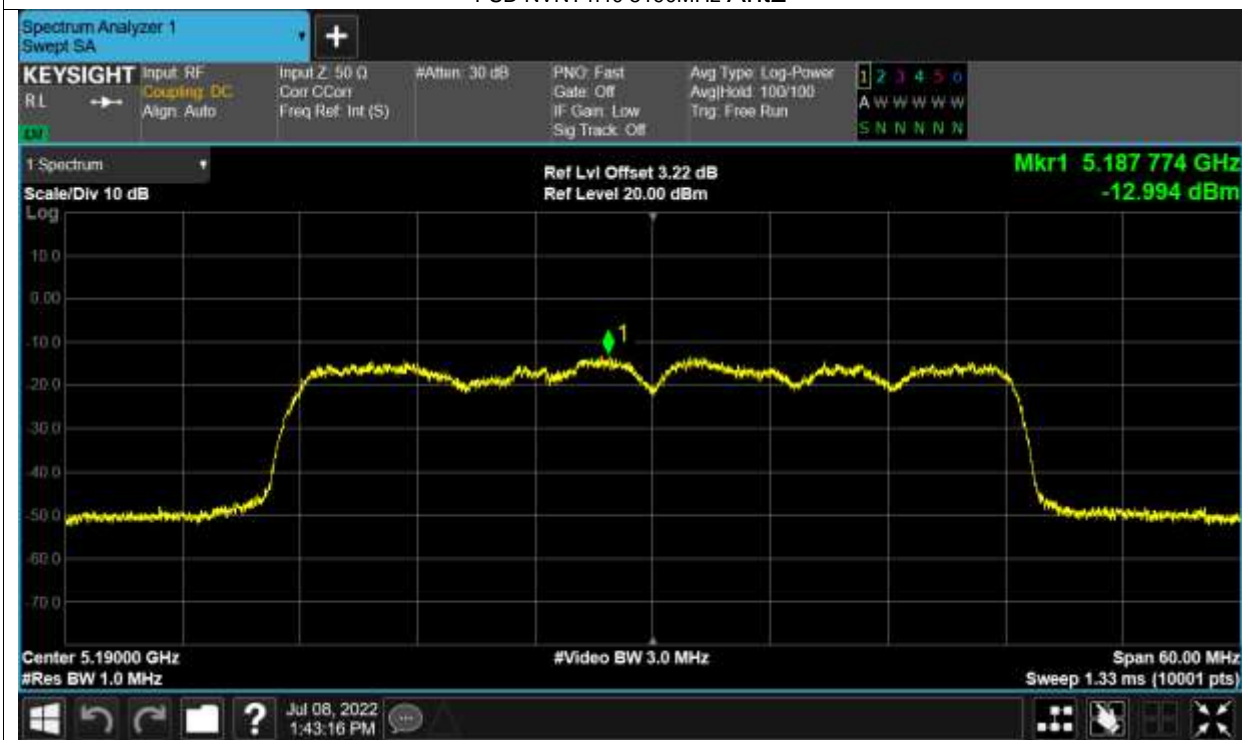 Ant2
Spectrum Analyzer 1
Swept SA
+
KEYSIGHT
RL
Input: RF
Coupling: DC
Align: Auto
Input Z: 50 Ω
Corr CCorr
Freq Ref: Int (S)
#Atten: 30 dB
PNO: Fast
Gate: Off
IF Gain: Low
Sig Track: Off
Avg Type: Log-Power
Avg|Hold: 100/100
Trig: Free Run
1 2 3 4 5 6
A W W W W W
S N N N N N
1 Spectrum
Scale/Div 10 dB
Log
Ref Lvl Offset 3.22 dB
Ref Level 20.00 dBm
Mkr1 5.187 774 GHz
-12.994 dBm
10.0
0.00
-10.0
-20.0
-30.0
-40.0
-50.0
-60.0
-70.0
1
Center 5.19000 GHz
#Res BW 1.0 MHz
#Video BW 3.0 MHz
Span 60.00 MHz
Sweep 1.33 ms (10001 pts)
?
Jul 08, 2022
1:43:16 PM